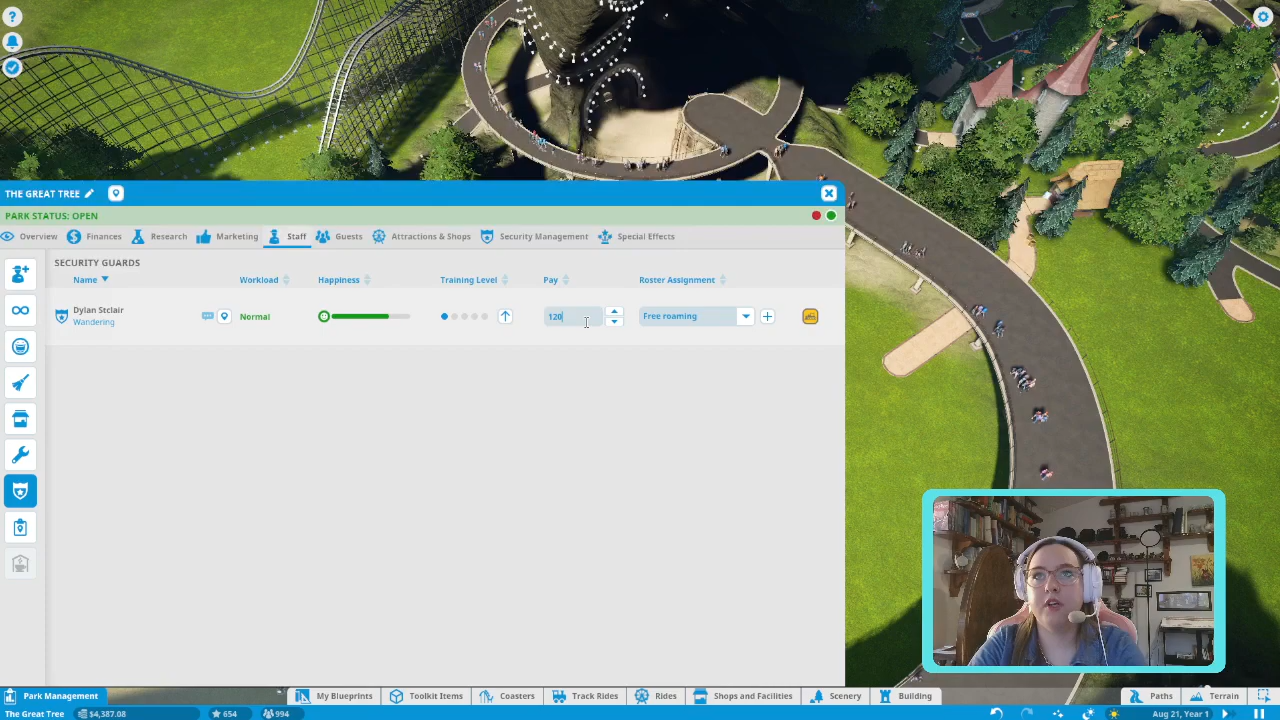 THE GREAT TREE
PARK STATUS: OPEN
Overview Finances Research Marketing Staff Guests Attractions & Shops Security Management Special Effects
SECURITY GUARDS
Name Workload Happiness Training Level Pay Roster Assignment
Dylan Stclair
Wandering
Normal
120
Free roaming
Park Management My Blueprints Toolkit Items Coasters Track Rides Rides Shops and Facilities Scenery Building Paths Terrain
The Great Tree $4,387.08 654 994 Aug 21, Year 1